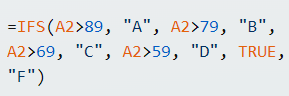 =IFS(A2>89, "A", A2>79, "B",
A2>69, "C", A2>59, "D", TRUE,
"F")